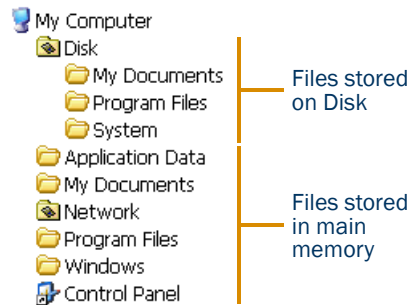 My Computer
Disk
My Documents
Program Files
System
Application Data
My Documents
Network
Program Files
Windows
Control Panel
Files stored
on Disk
Files stored
in main
memory